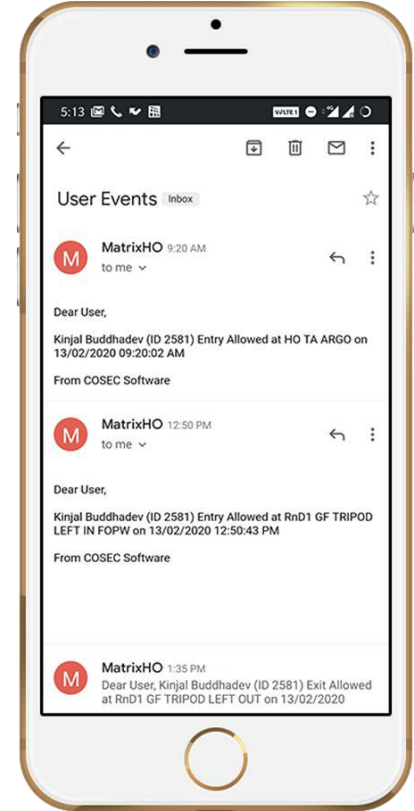 5:13
VoLTE 1 4G
User Events Inbox
M
MatrixHO 9:20 AM
to me
Dear User,
Kinjal Buddhadev (ID 2581) Entry Allowed at HO TA ARGO on
13/02/2020 09:20:02 AM
From COSEC Software
M
MatrixHO 12:50 PM
to me
Dear User,
Kinjal Buddhadev (ID 2581) Entry Allowed at RnD1 GF TRIPOD
LEFT IN FOPW on 13/02/2020 12:50:43 PM
From COSEC Software
M
MatrixHO 1:35 PM
Dear User, Kinjal Buddhadev (ID 2581) Exit Allowed
at RnD1 GF TRIPOD LEFT OUT on 13/02/2020